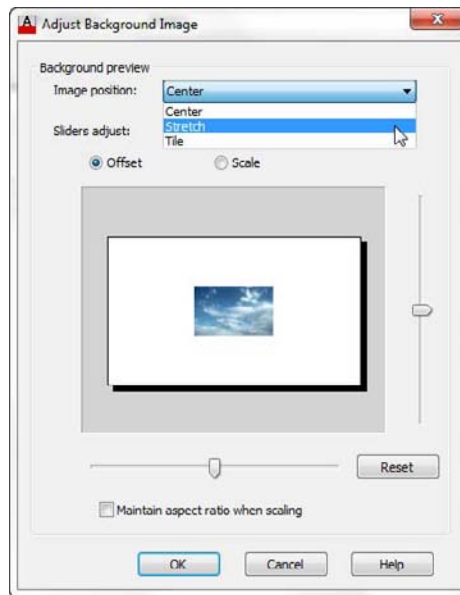 Adjust Background Image
Background preview
Image position: Center
Center
Stretch
Tile
Sliders adjust:
Offset Scale
Reset
Maintain aspect ratio when scaling
OK Cancel Help